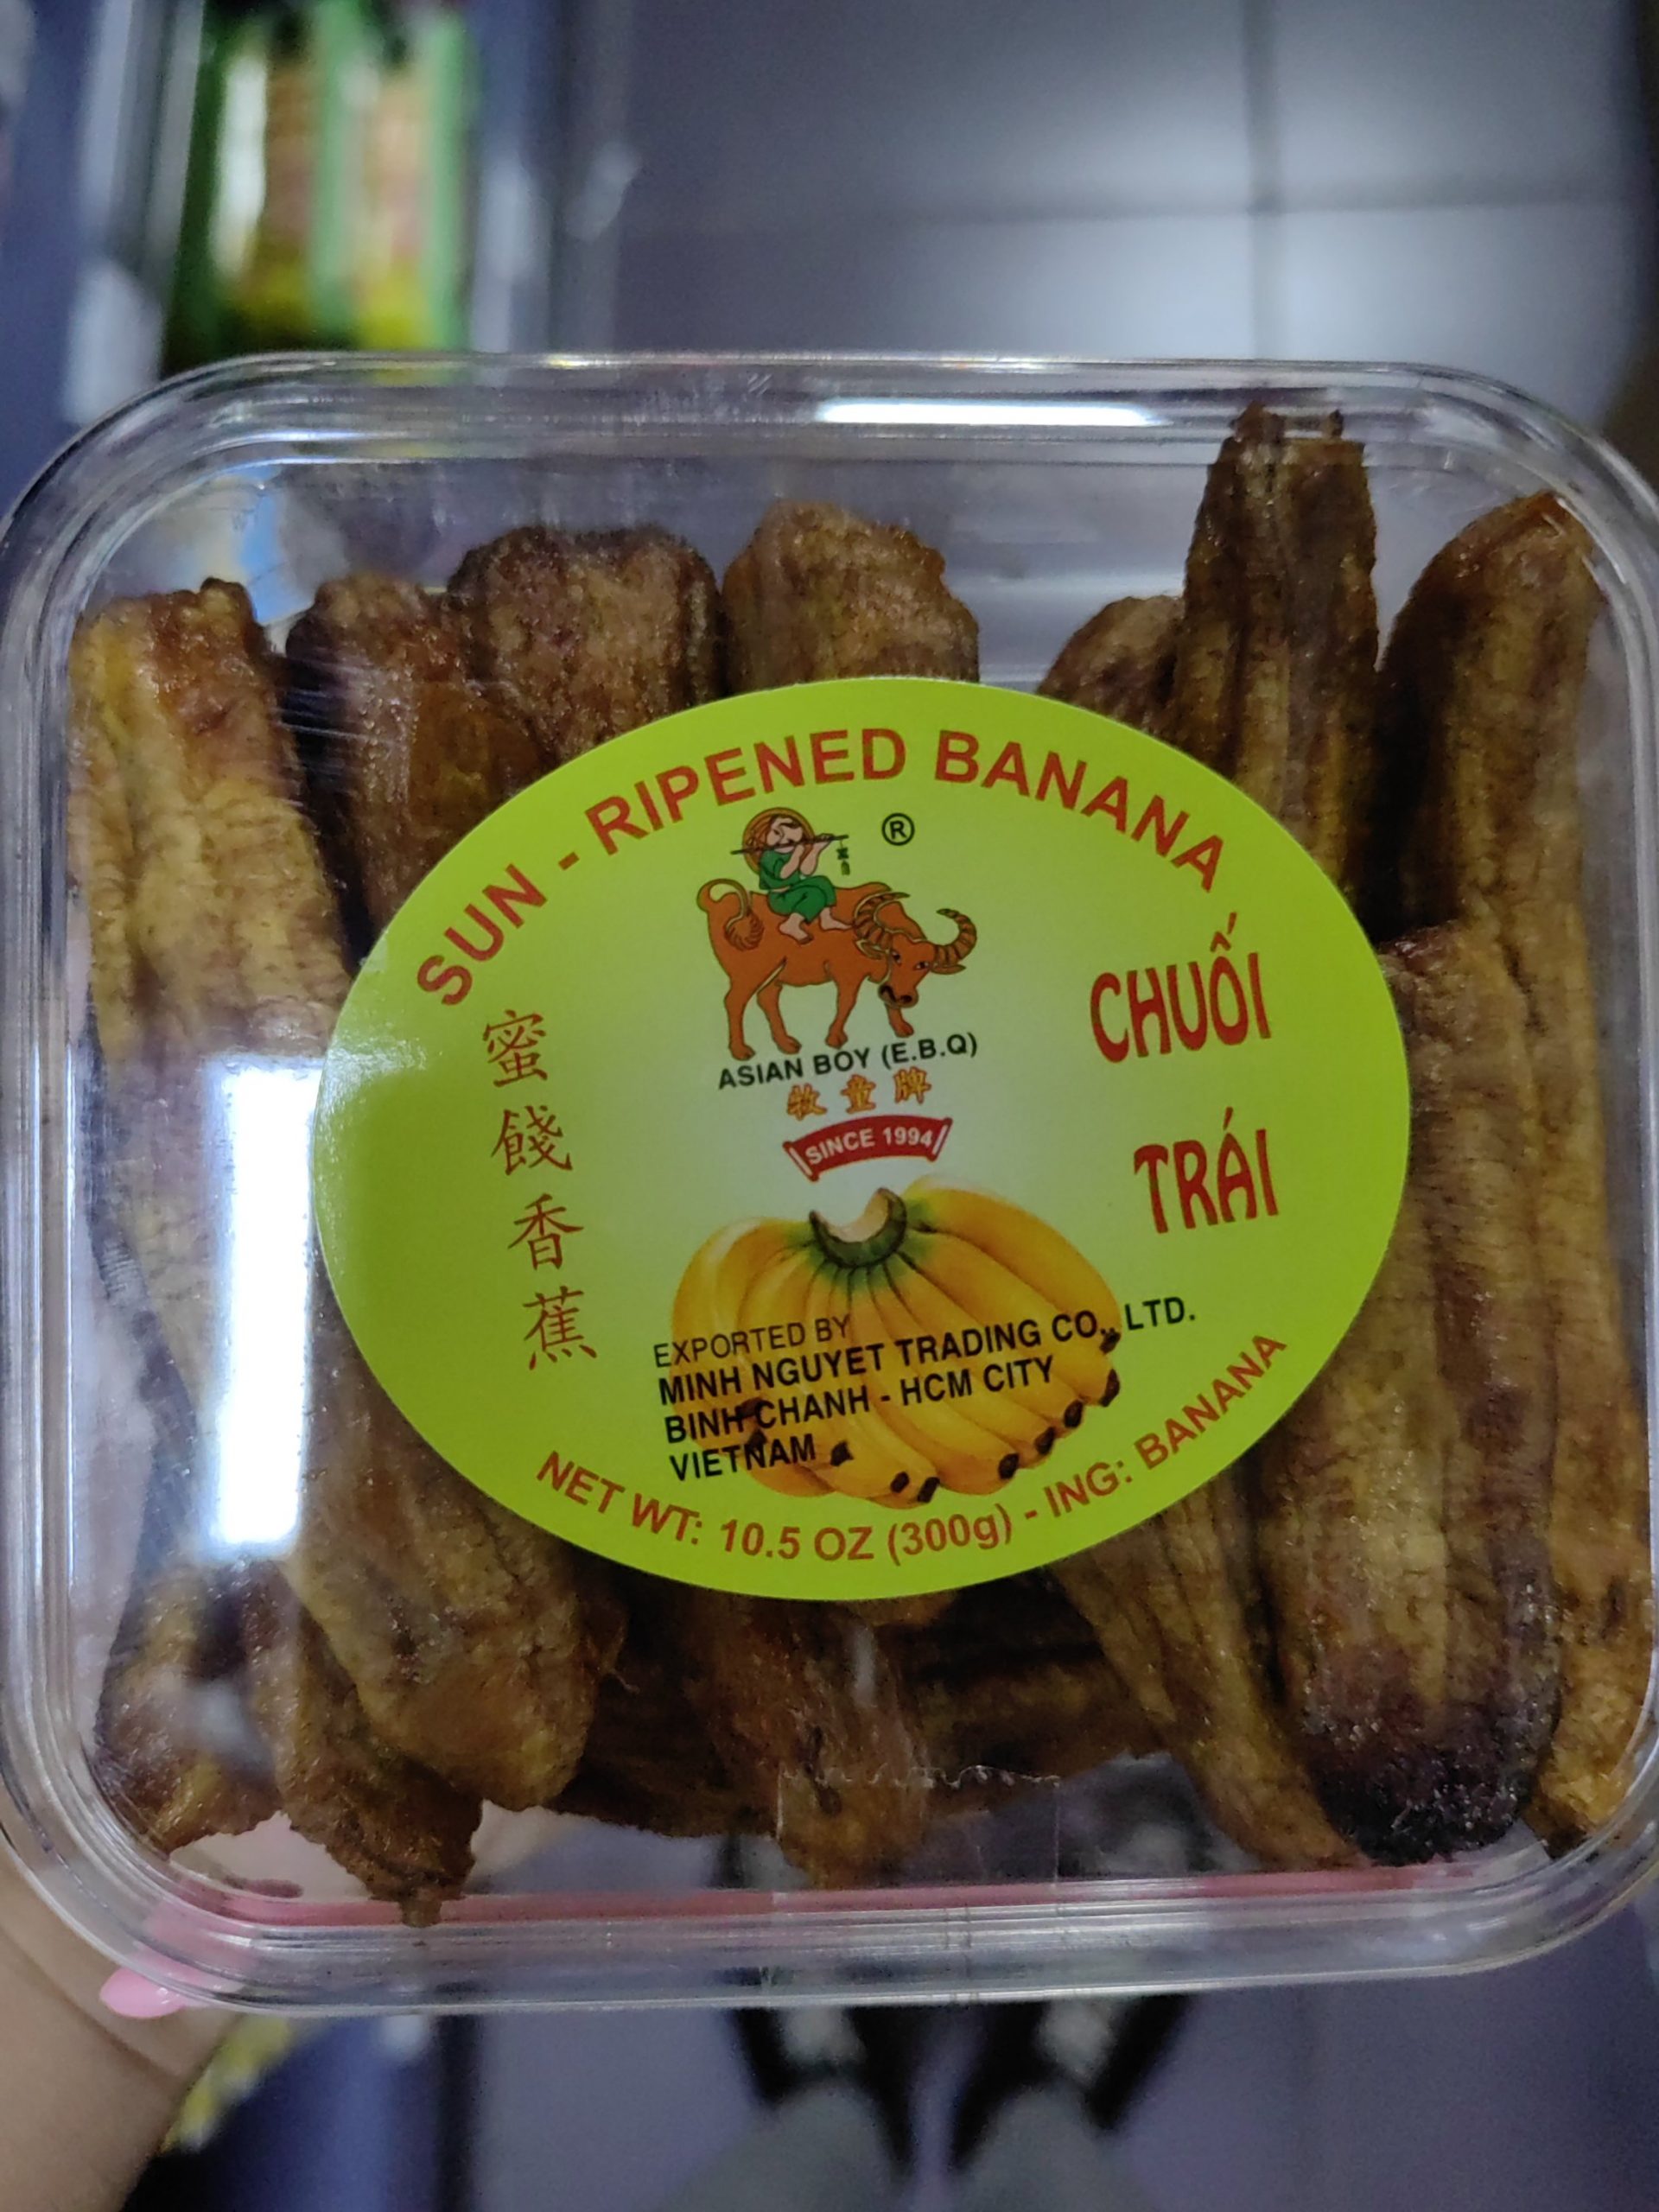 SUN - RIPENED BANANA
®
ASIAN BOY (E.B.Q)
牧童牌
SINCE 1994
蜜餞香蕉
CHUỐI
TRÁI
EXPORTED BY
MINH NGUYET TRADING CO., LTD.
BINH CHANH - HCM CITY
VIETNAM
NET WT: 10.5 OZ (300g) - ING: BANANA